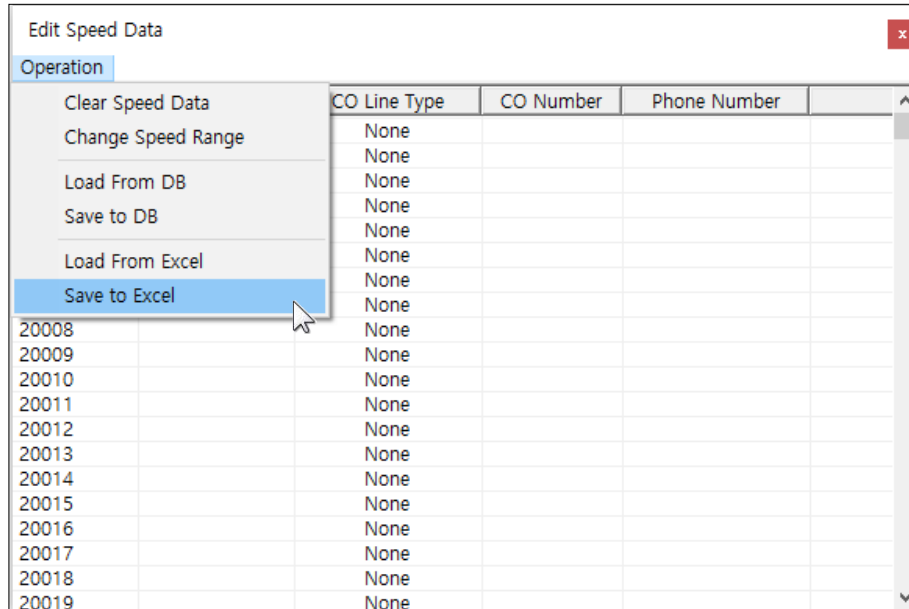 Edit Speed Data
x
Operation
CO Line Type CO Number Phone Number
Clear Speed Data
None
Change Speed Range
None
None
Load From DB
None
Save to DB
None
Load From Excel
None
None
Save to Excel
None
20008 None
20009 None
20010 None
20011 None
20012 None
20013 None
20014 None
20015 None
20016 None
20017 None
20018 None
20019 None